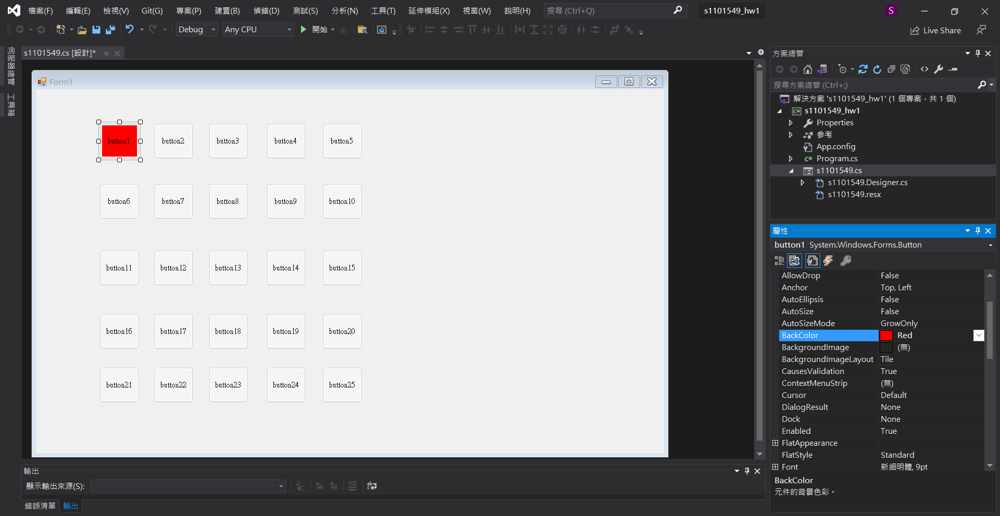 檔案(F) 編輯(E) 檢視(V) Git(G) 專案(P) 建置(B) 偵錯(D) 測試(S) 分析(N) 工具(T) 延伸模組(X) 視窗(W) 說明(H) 搜尋 (Ctrl+Q) s1101549_hw1 S
Debug Any CPU 開始 Live Share
伺服器總管
工具箱
s1101549.cs [設計]*
Form1
button1 button2 button3 button4 button5
button6 button7 button8 button9 button10
button11 button12 button13 button14 button15
button16 button17 button18 button19 button20
button21 button22 button23 button24 button25
輸出
顯示輸出來源(S):
錯誤清單 輸出
方案總管
搜尋方案總管 (Ctrl+;)
解決方案 's1101549_hw1' (1 個專案，共 1 個)
s1101549_hw1
Properties
參考
App.config
Program.cs
s1101549.cs
s1101549.Designer.cs
s1101549.resx
屬性
button1 System.Windows.Forms.Button
AllowDrop False
Anchor Top, Left
AutoEllipsis False
AutoSize False
AutoSizeMode GrowOnly
BackColor Red
BackgroundImage (無)
BackgroundImageLayout Tile
CausesValidation True
ContextMenuStrip (無)
Cursor Default
DialogResult None
Dock None
Enabled True
FlatAppearance
FlatStyle Standard
Font 新細明體, 9pt
BackColor
元件的背景色彩。